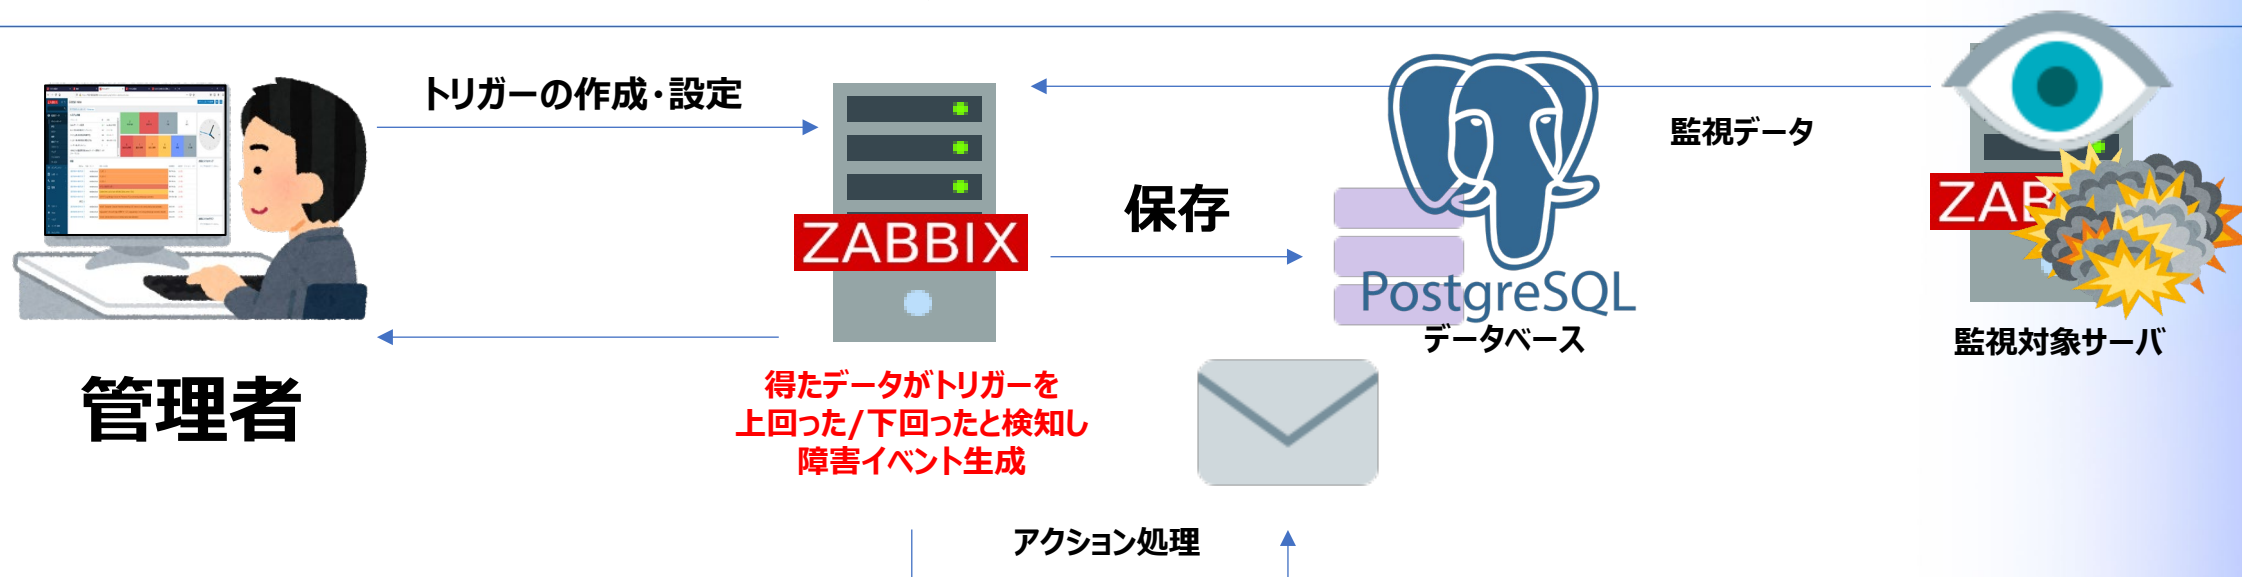 トリガーの作成・設定
監視データ
保存
ZABBIX
ZAB
PostgreSQL
データベース
監視対象サーバ
管理者
得たデータがトリガーを
上回った/下回ったと検知し
障害イベント生成
アクション処理